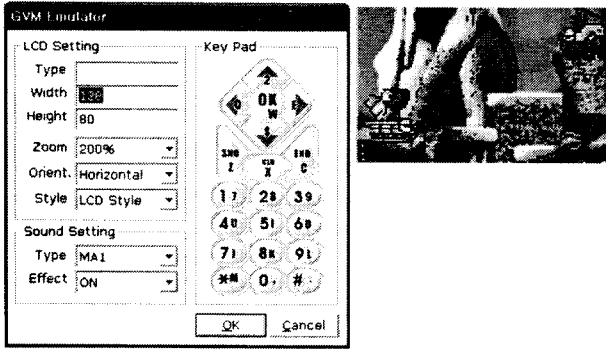 GVM Emulator
LCD Setting
Type
Width
Height 80
Zoom 200%
Orient. Horizontal
Style LCD Style
Sound Setting
Type MA1
Effect ON
Key Pad
2
OK
W
X
1 2 3
4 5 6
7 8 9
0 #
OK Cancel